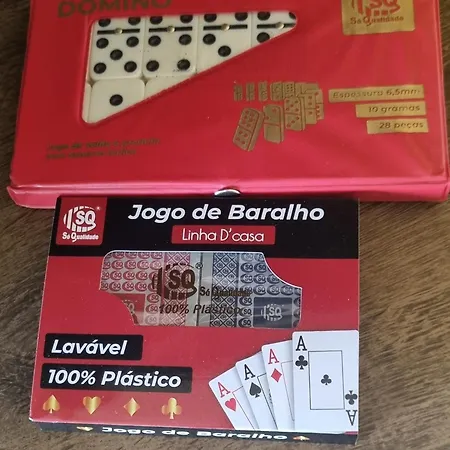 DOMINÓ
SQ
Só Qualidade
Espessura 6,5mm
10 gramas
28 peças
SQ
Só Qualidade
Jogo de Baralho
Linha D'casa
SQ
Só Qualidade
100% Plástico
SQ
Lavável
100% Plástico
A
A
A
A
A
Jogo de Baralho